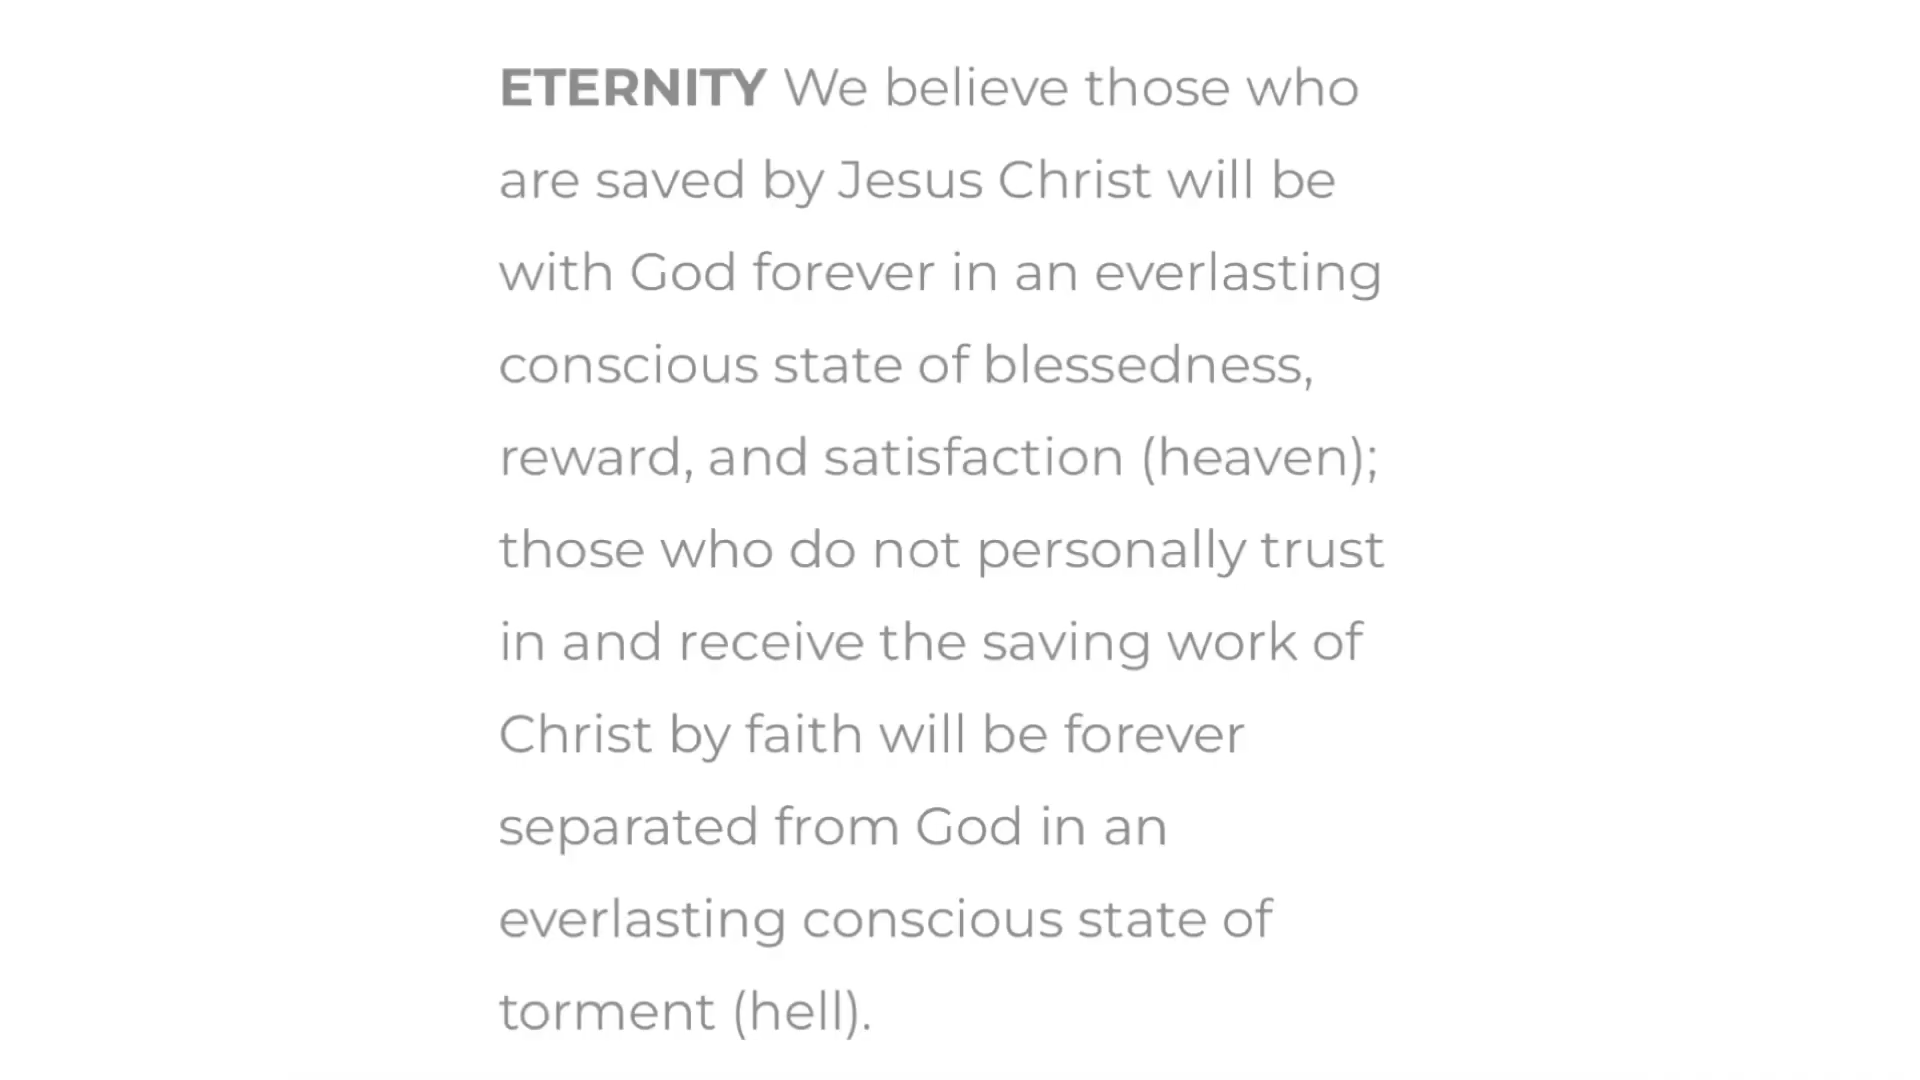 ETERNITY We believe those who
are saved by Jesus Christ will be
with God forever in an everlasting
conscious state of blessedness,
reward, and satisfaction (heaven);
those who do not personally trust
in and receive the saving work of
Christ by faith will be forever
separated from God in an
everlasting conscious state of
torment (hell).